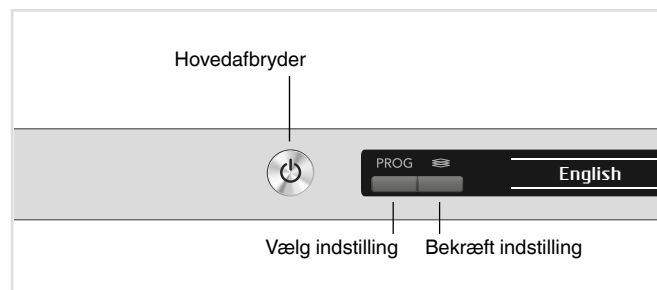 Hovedafbryder
PROG
English
Vælg indstilling
Bekræft indstilling